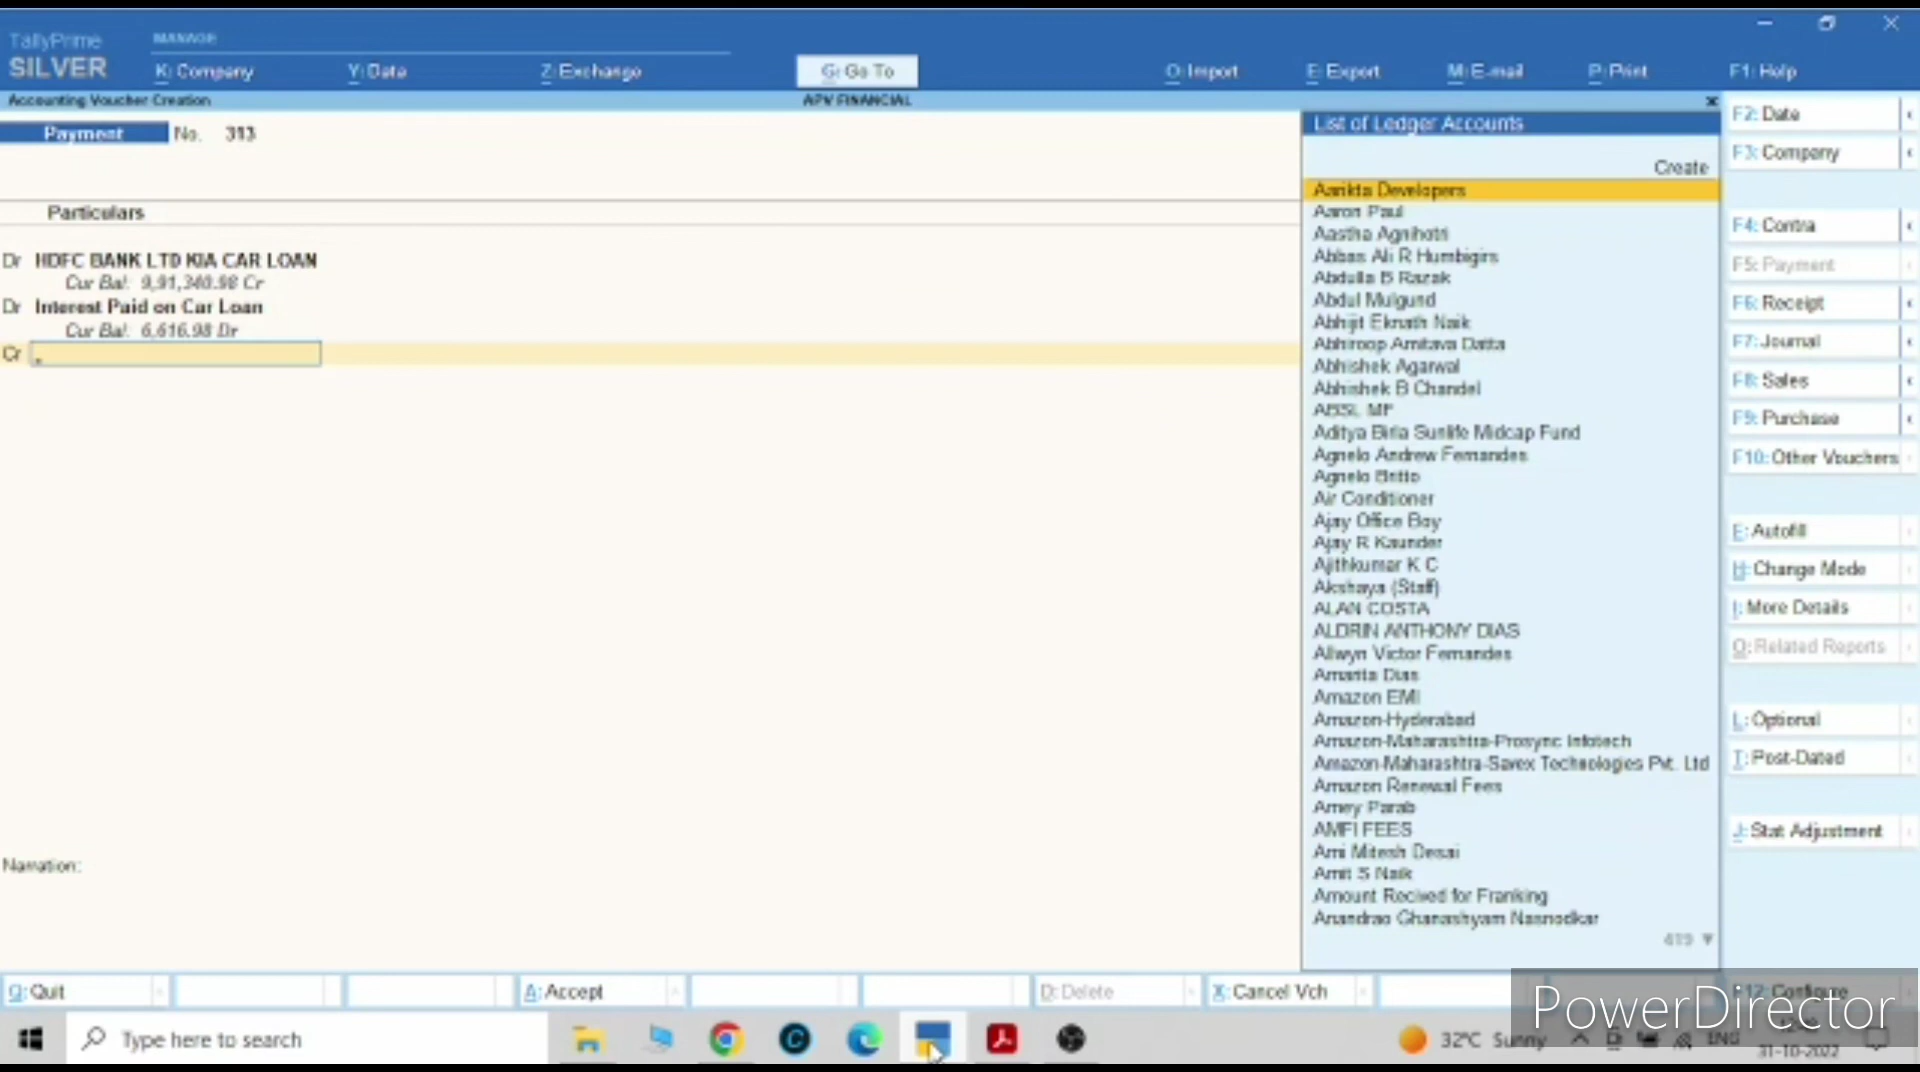 TallyPrime
SILVER
MANAGE
K: Company
Y: Data
Z: Exchange
G: Go To
O: Import
E: Export
M: E-mail
P: Print
F1: Help
Accounting Voucher Creation
APV FINANCIAL
Payment No. 313
Particulars
Dr HDFC BANK LTD KIA CAR LOAN
Cur Bal: 9,91,340.98 Cr
Dr Interest Paid on Car Loan
Cur Bal: 6,616.98 Dr
Cr
Narration:
List of Ledger Accounts
Create
Aarikta Developers
Aaron Paul
Aastha Agnihotri
Abbas Ali R Humbigirs
Abdulla B Razak
Abdul Mulgund
Abhijit Eknath Naik
Abhiroop Amitava Datta
Abhishek Agarwal
Abhishek B Chandel
ABSL MF
Aditya Birla Sunlife Midcap Fund
Agnelo Andrew Fernandes
Agnelo Britto
Air Conditioner
Ajay Office Boy
Ajay R Kaunder
Ajithkumar K C
Akshaya (Staff)
ALAN COSTA
ALDRIN ANTHONY DIAS
Allwyn Victor Fernandes
Amarita Dias
Amazon EMI
Amazon-Hyderabad
Amazon-Maharashtra-Prosync Infotech
Amazon-Maharashtra-Savex Technologies Pvt. Ltd
Amazon Renewal Fees
Amey Parab
AMFI FEES
Ami Mitesh Desai
Amit S Naik
Amount Recived for Franking
Anandrao Ghanashyam Nasnodkar
419
F2: Date
F3: Company
F4: Contra
F5: Payment
F6: Receipt
F7: Journal
F8: Sales
F9: Purchase
F10: Other Vouchers
E: Autofill
H: Change Mode
I: More Details
O: Related Reports
L: Optional
T: Post-Dated
J: Stat Adjustment
F12: Configure
Q: Quit
A: Accept
D: Delete
X: Cancel Vch
PowerDirector
Type here to search
32°C Sunny
ENG
31-10-2022